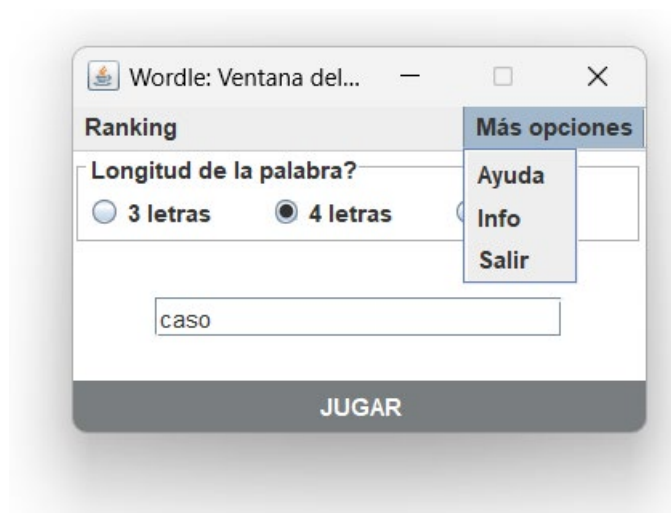 Wordle: Ventana del...
Ranking Más opciones
Longitud de la palabra?
Ayuda
3 letras 4 letras
Info
Salir
caso
JUGAR